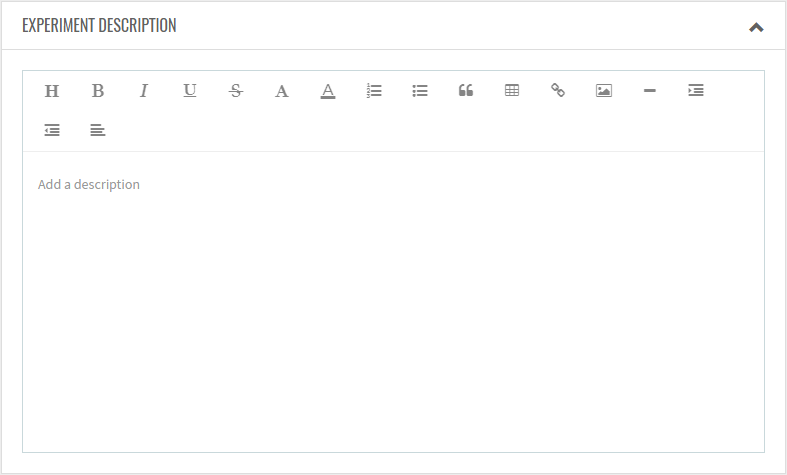 EXPERIMENT DESCRIPTION
H B I U S A A
Add a description